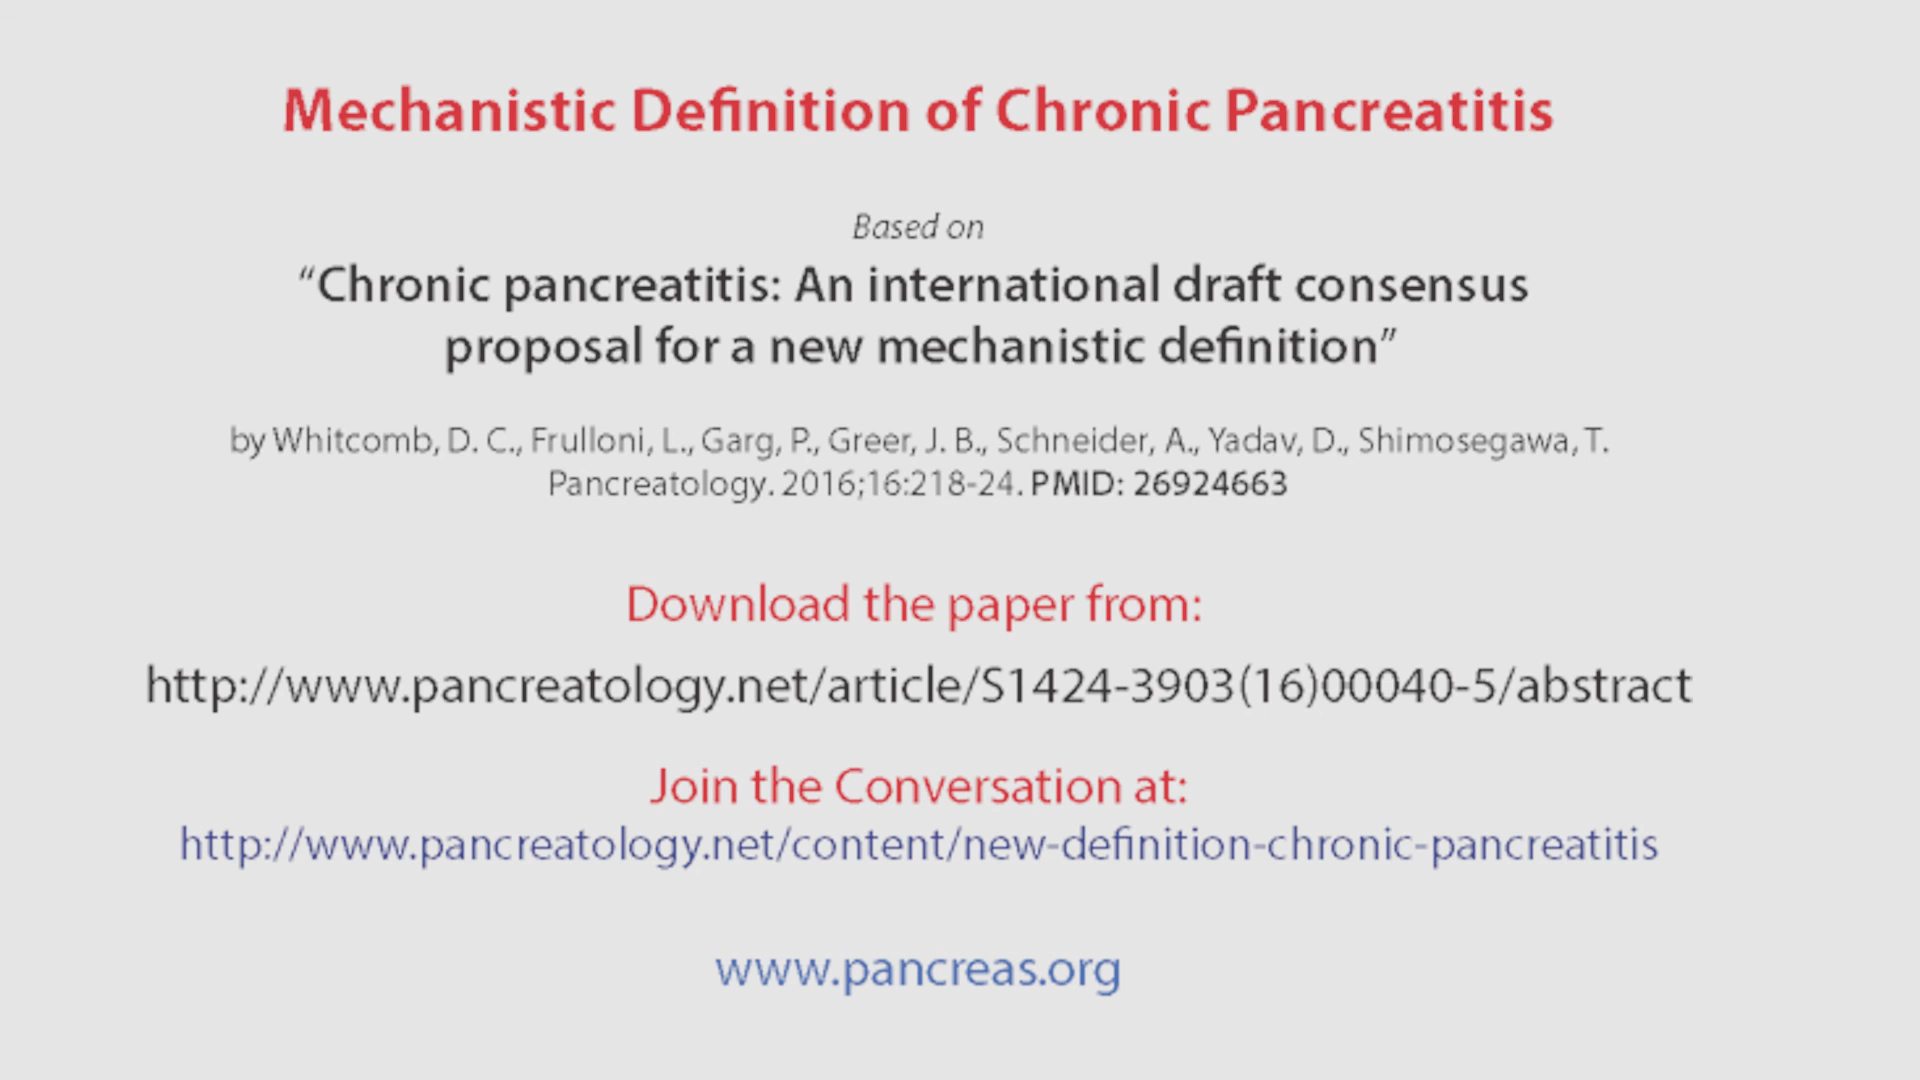 Mechanistic Definition of Chronic Pancreatitis
Based on
“Chronic pancreatitis: An international draft consensus
proposal for a new mechanistic definition”
by Whitcomb, D. C., Frulloni, L., Garg, P., Greer, J. B., Schneider, A., Yadav, D., Shimosegawa, T.
Pancreatology. 2016;16:218-24. PMID: 26924663
Download the paper from:
http://www.pancreatology.net/article/S1424-3903(16)00040-5/abstract
Join the Conversation at:
http://www.pancreatology.net/content/new-definition-chronic-pancreatitis
www.pancreas.org